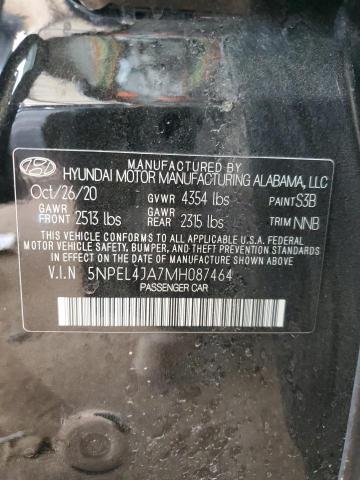 MANUFACTURED BY
HYUNDAI MOTOR MANUFACTURING ALABAMA, LLC
Oct/26/20 GVWR 4354 lbs PAINT S3B
GAWR FRONT 2513 lbs GAWR REAR 2315 lbs TRIM NNB
THIS VEHICLE CONFORMS TO ALL APPLICABLE U.S. FEDERAL
MOTOR VEHICLE SAFETY, BUMPER, AND THEFT PREVENTION STANDARDS
IN EFFECT ON THE DATE OF MANUFACTURE SHOWN ABOVE.
V.I.N 5NPEL4JA7MH087464
PASSENGER CAR